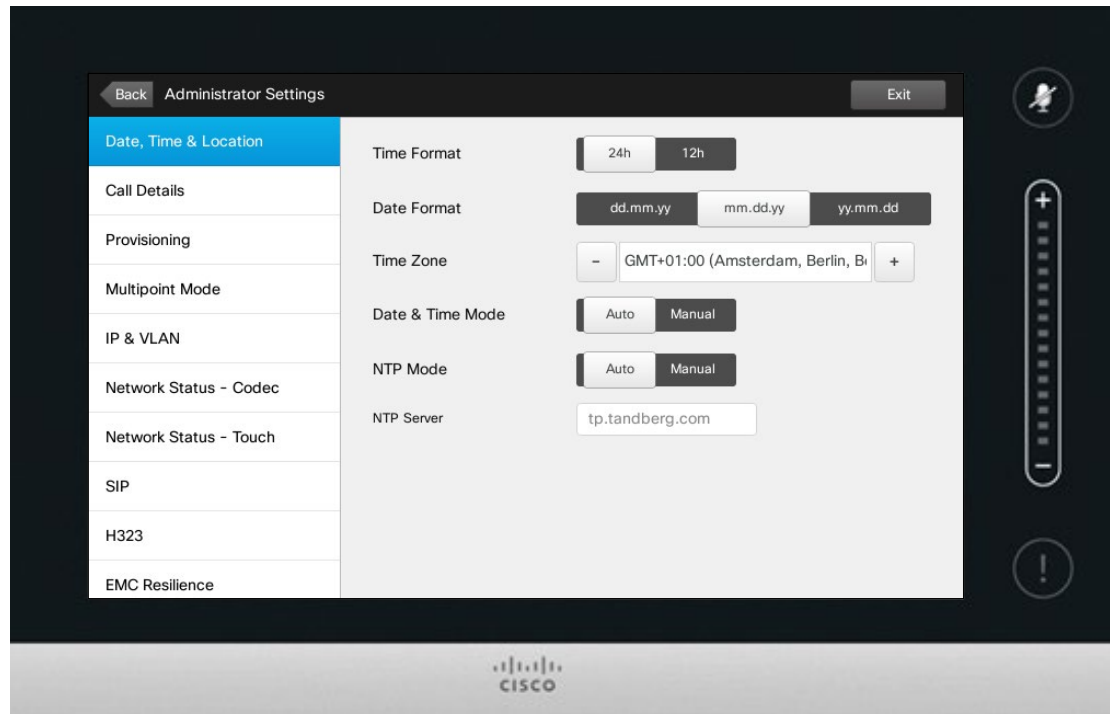 Back Administrator Settings Exit
Date, Time & Location
Call Details
Provisioning
Multipoint Mode
IP & VLAN
Network Status - Codec
Network Status - Touch
SIP
H323
EMC Resilience
Time Format 24h 12h
Date Format dd.mm.yy mm.dd.yy yy.mm.dd
Time Zone - GMT+01:00 (Amsterdam, Berlin, +
Date & Time Mode Auto Manual
NTP Mode Auto Manual
NTP Server tp.tandberg.com
+
-
!
CISCO